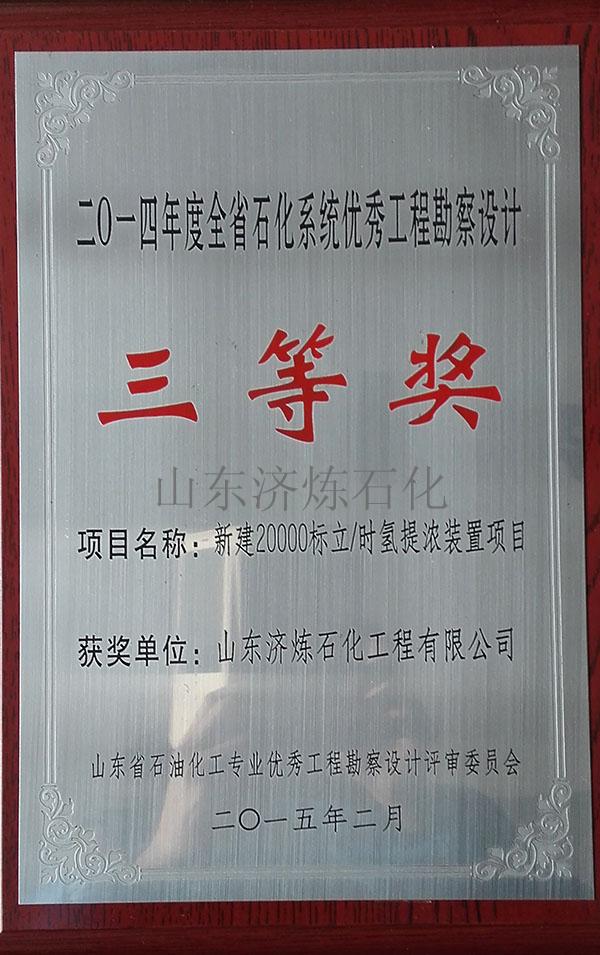 二〇一四年度全省石化系统优秀工程勘察设计
三等奖
山东济炼石化
项目名称：新建20000标立/时氢提浓装置项目
获奖单位：山东济炼石化工程有限公司
山东省石油化工专业优秀工程勘察设计评审委员会
二〇一五年二月